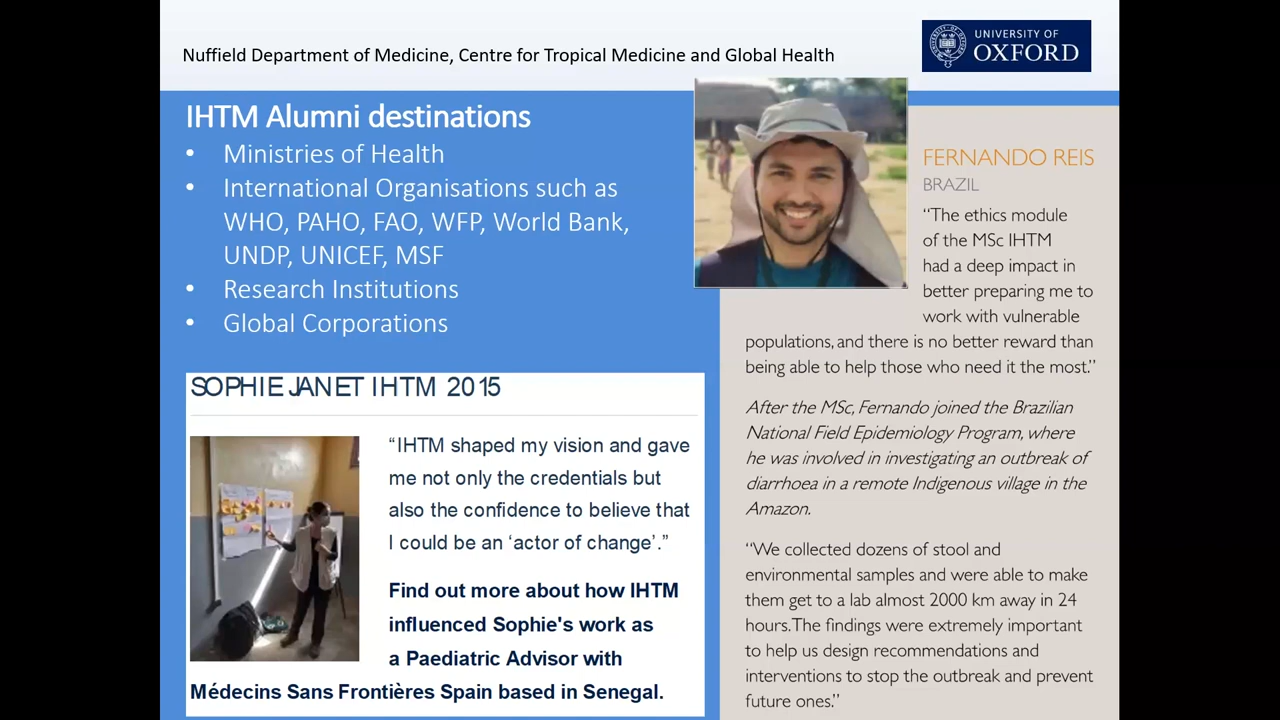 Nuffield Department of Medicine, Centre for Tropical Medicine and Global Health
UNIVERSITY OF
OXFORD
IHTM Alumni destinations
• Ministries of Health
• International Organisations such as
WHO, PAHO, FAO, WFP, World Bank,
UNDP, UNICEF, MSF
• Research Institutions
• Global Corporations
SOPHIE JANET IHTM 2015
“IHTM shaped my vision and gave
me not only the credentials but
also the confidence to believe that
I could be an ‘actor of change’.”
Find out more about how IHTM
influenced Sophie's work as
a Paediatric Advisor with
Médecins Sans Frontières Spain based in Senegal.
FERNANDO REIS
BRAZIL
“The ethics module
of the MSc IHTM
had a deep impact in
better preparing me to
work with vulnerable
populations, and there is no better reward than
being able to help those who need it the most.”
After the MSc, Fernando joined the Brazilian
National Field Epidemiology Program, where
he was involved in investigating an outbreak of
diarrhoea in a remote Indigenous village in the
Amazon.
“We collected dozens of stool and
environmental samples and were able to make
them get to a lab almost 2000 km away in 24
hours. The findings were extremely important
to help us design recommendations and
interventions to stop the outbreak and prevent
future ones.”